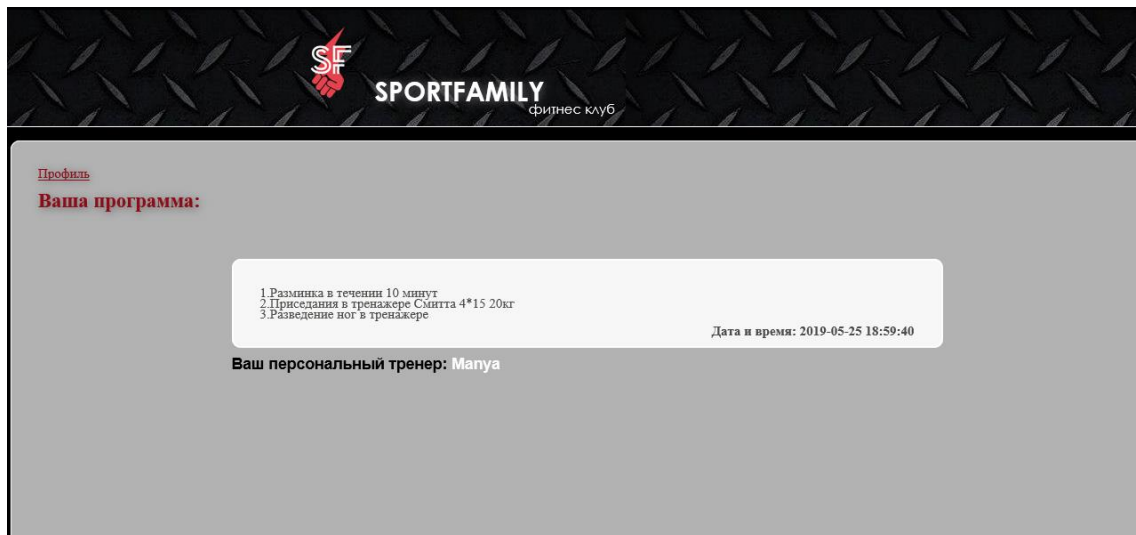 SF
SPORTFAMILY
фитнес клуб
Профиль
Ваша программа:
1.Разминка в течении 10 минут
2.Приседания в тренажере Смитта 4*15 20кг
3.Разведение ног в тренажере
Дата и время: 2019-05-25 18:59:40
Ваш персональный тренер: Manya